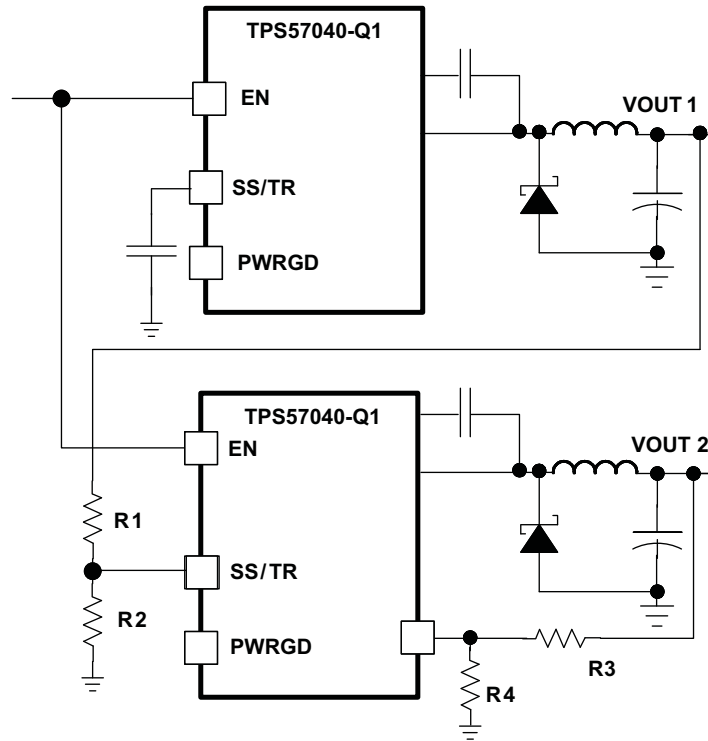 TPS57040-Q1
EN
VOUT 1
SS/TR
PWRGD
TPS57040-Q1
EN
VOUT 2
R1
SS/TR
R2
PWRGD
R3
R4